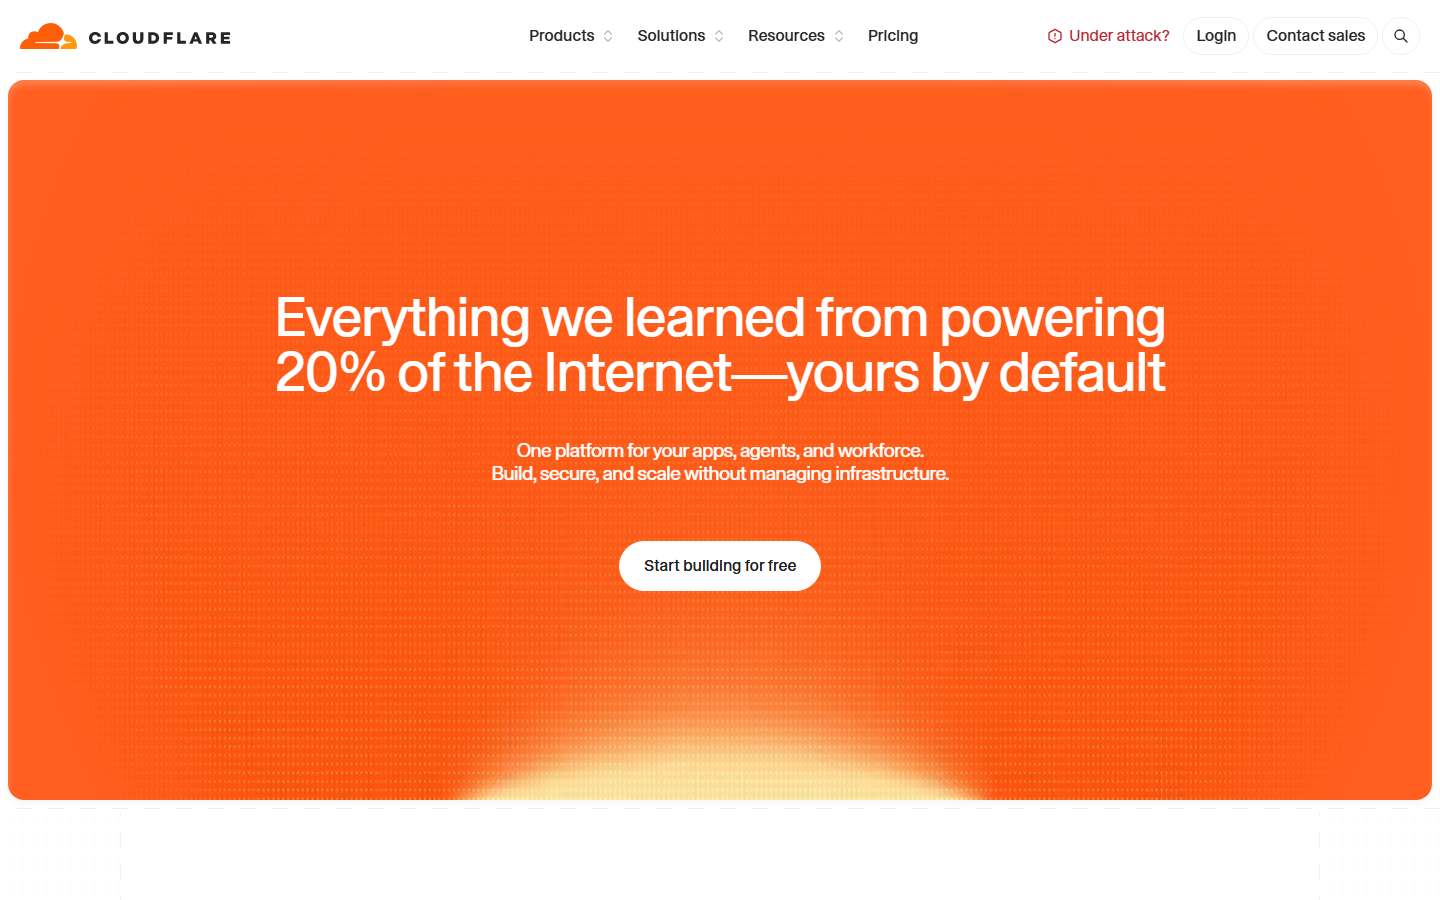 CLOUDFLARE
Products
Solutions
Resources
Pricing
Under attack?
Login
Contact sales
Everything we learned from powering
20% of the Internet—yours by default
One platform for your apps, agents, and workforce.
Build, secure, and scale without managing infrastructure.
Start building for free